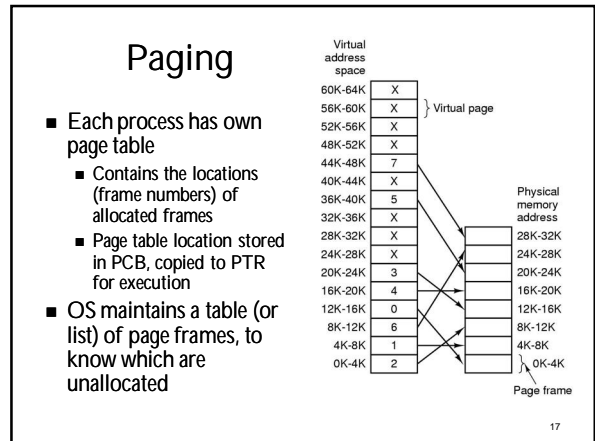 Paging
■ Each process has own
page table
■ Contains the locations
(frame numbers) of
allocated frames
■ Page table location stored
in PCB, copied to PTR
for execution
■ OS maintains a table (or
list) of page frames, to
know which are
unallocated
Virtual
address
space
60K-64K X
56K-60K X } Virtual page
52K-56K X
48K-52K X
44K-48K 7
40K-44K X
36K-40K 5
32K-36K X
28K-32K X
24K-28K X
20K-24K 3
16K-20K 4
12K-16K 0
8K-12K 6
4K-8K 1
0K-4K 2
Physical
memory
address
28K-32K
24K-28K
20K-24K
16K-20K
12K-16K
8K-12K
4K-8K
} 0K-4K
Page frame
17